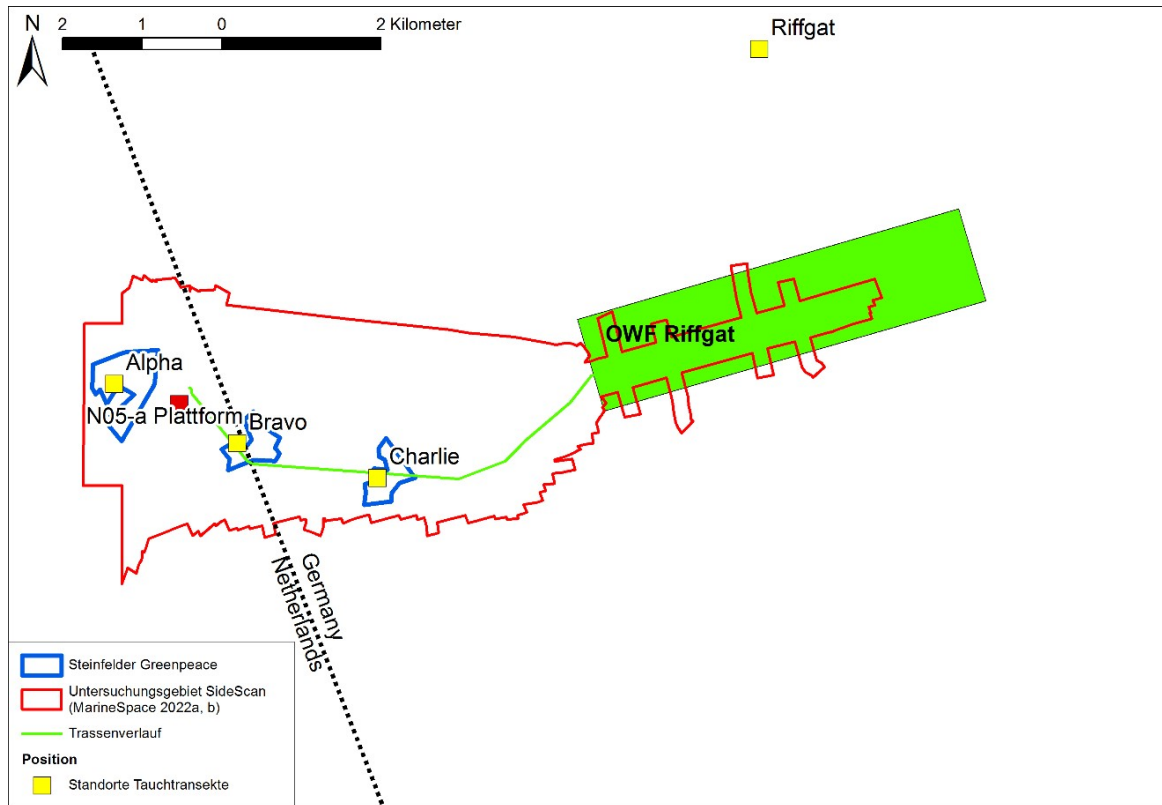 N
2 1 0 2 Kilometer
Riffgat
OWF Riffgat
Alpha
N05-a Plattform
Bravo
Charlie
Germany
Netherlands
Steinfelder Greenpeace
Untersuchungsgebiet SideScan
(MarineSpace 2022a, b)
Trassenverlauf
Position
Standorte Tauchtransekte